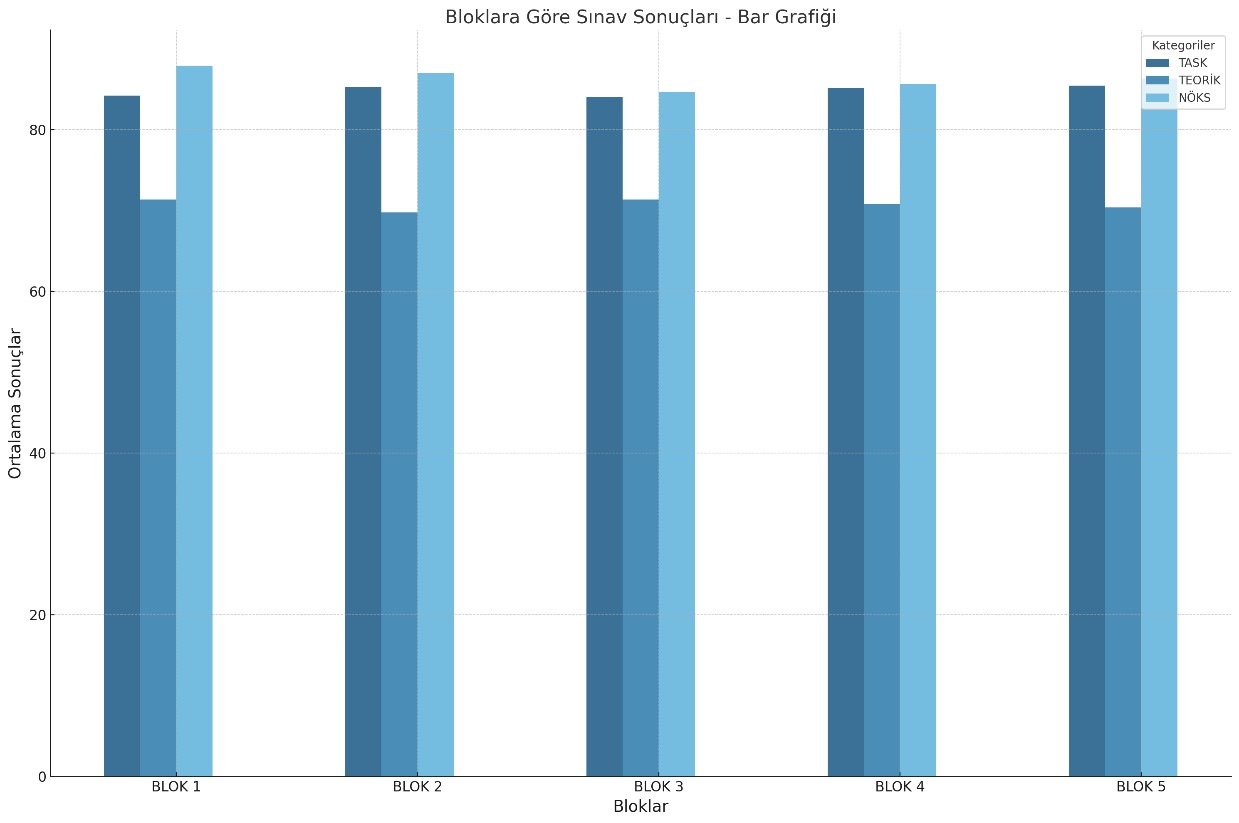 Bloklara Göre Sınav Sonuçları - Bar Grafiği
Kategoriler
TASK
TEORİK
NÖKS
Ortalama Sonuçlar
80
60
40
20
0
BLOK 1
BLOK 2
BLOK 3
BLOK 4
BLOK 5
Bloklar